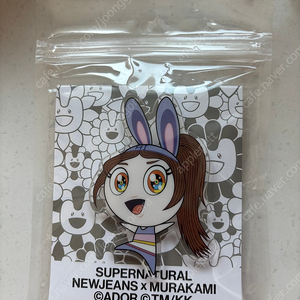 SUPERNATURAL
NEWJEANS x MURAKAMI
©ADOR ©TM/KK